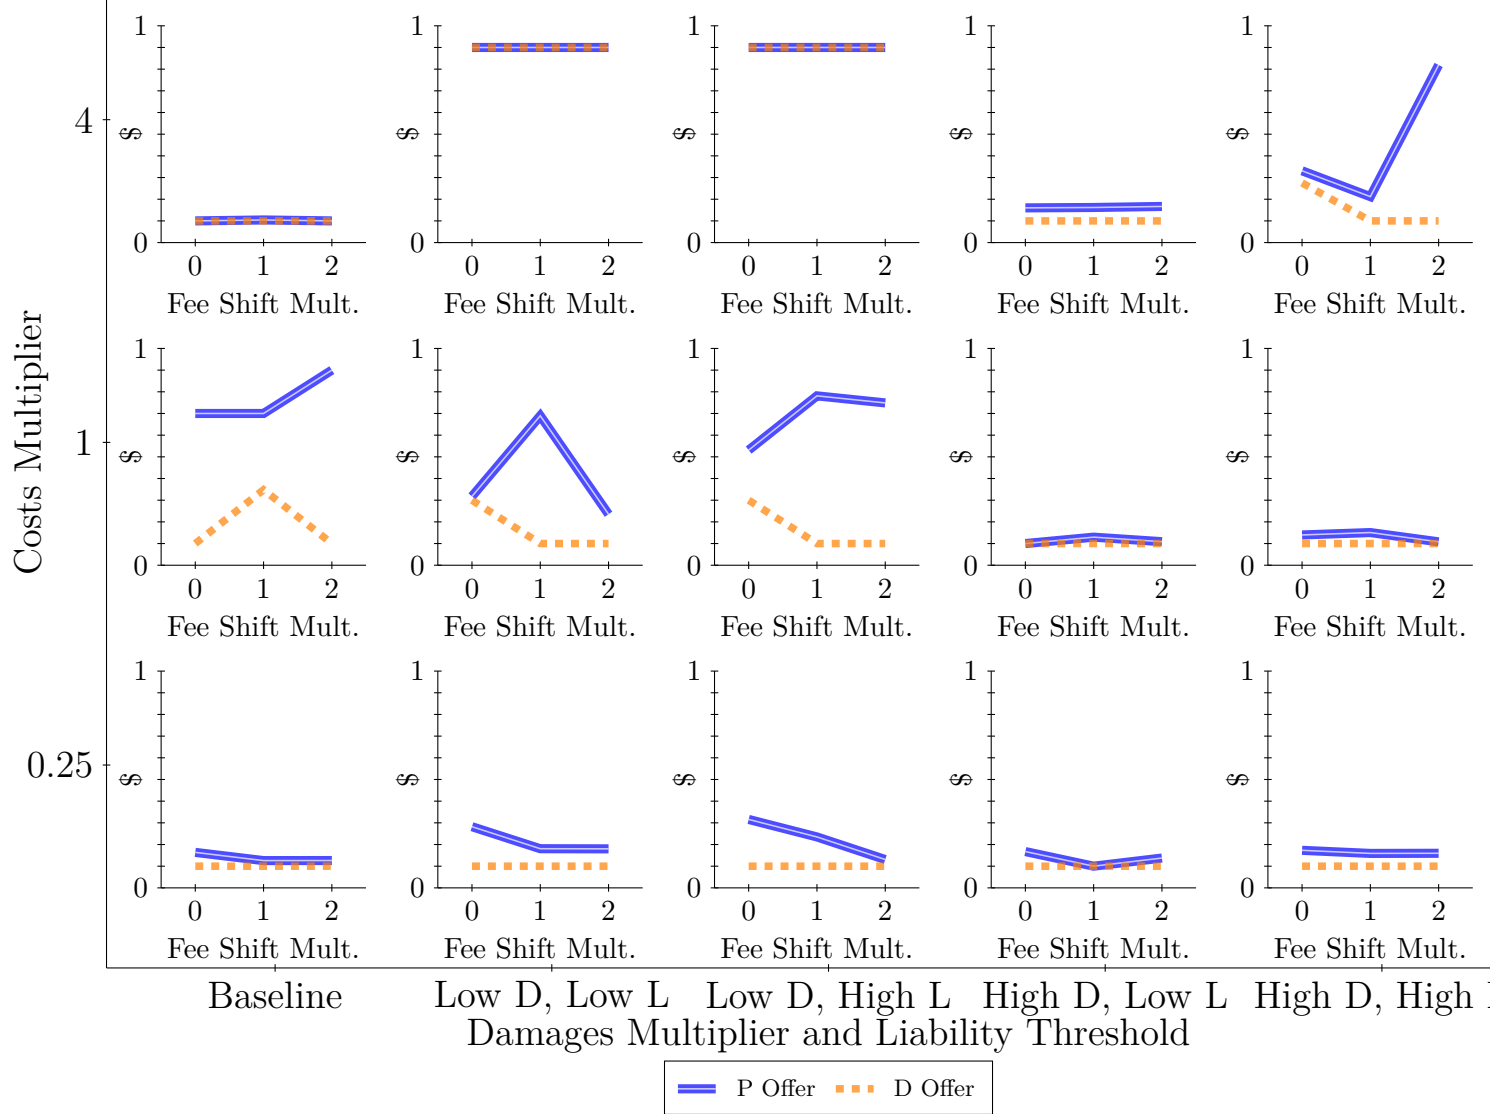 1 1 1 1 1
4 $ $ $ $ $
0 0 0 0 0
0 1 2 0 1 2 0 1 2 0 1 2 0 1 2
Fee Shift Mult. Fee Shift Mult. Fee Shift Mult. Fee Shift Mult. Fee Shift Mult.
Costs Multiplier
1 1 1 1 1
1 $ $ $ $ $
0 0 0 0 0
0 1 2 0 1 2 0 1 2 0 1 2 0 1 2
Fee Shift Mult. Fee Shift Mult. Fee Shift Mult. Fee Shift Mult. Fee Shift Mult.
1 1 1 1 1
0.25 $ $ $ $ $
0 0 0 0 0
0 1 2 0 1 2 0 1 2 0 1 2 0 1 2
Fee Shift Mult. Fee Shift Mult. Fee Shift Mult. Fee Shift Mult. Fee Shift Mult.
Baseline Low D, Low L Low D, High L High D, Low L High D, High
Damages Multiplier and Liability Threshold
P Offer D Offer